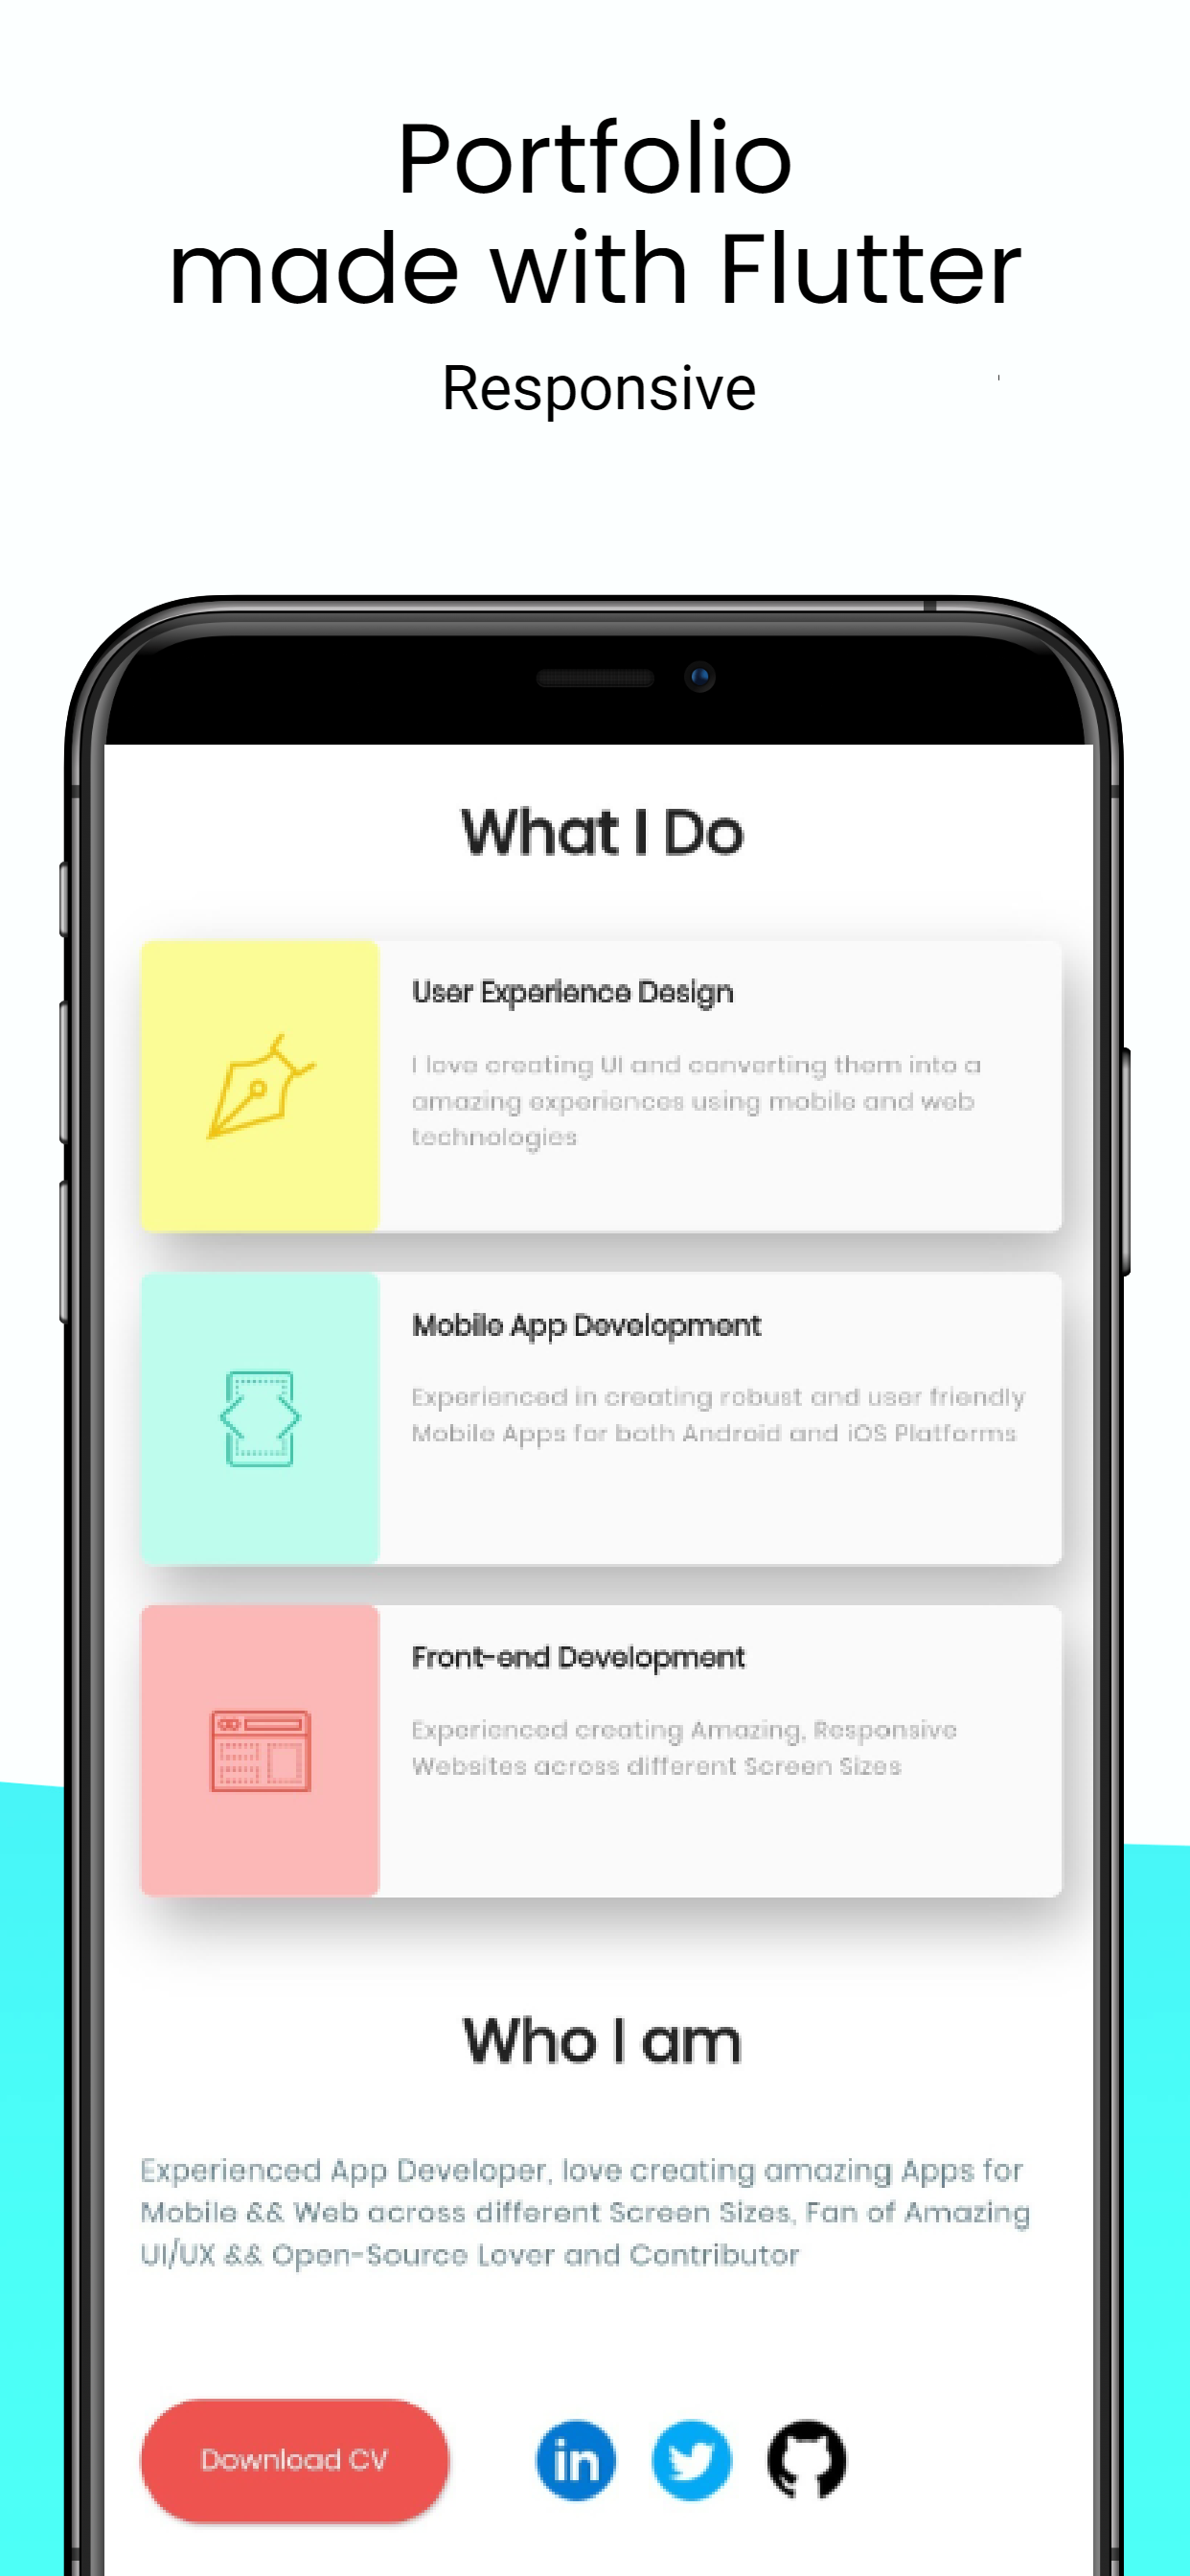 Portfolio
made with Flutter
Responsive
What I Do
User Experience Design
I love creating UI and converting them into a
amazing experiences using mobile and web
technologies
Mobile App Development
Experienced in creating robust and user friendly
Mobile Apps for both Android and iOS Platforms
Front-end Development
Experienced creating Amazing, Responsive
Websites across different Screen Sizes
Who I am
Experienced App Developer, love creating amazing Apps for
Mobile && Web across different Screen Sizes, Fan of Amazing
UI/UX && Open-Source Lover and Contributor
Download CV
in